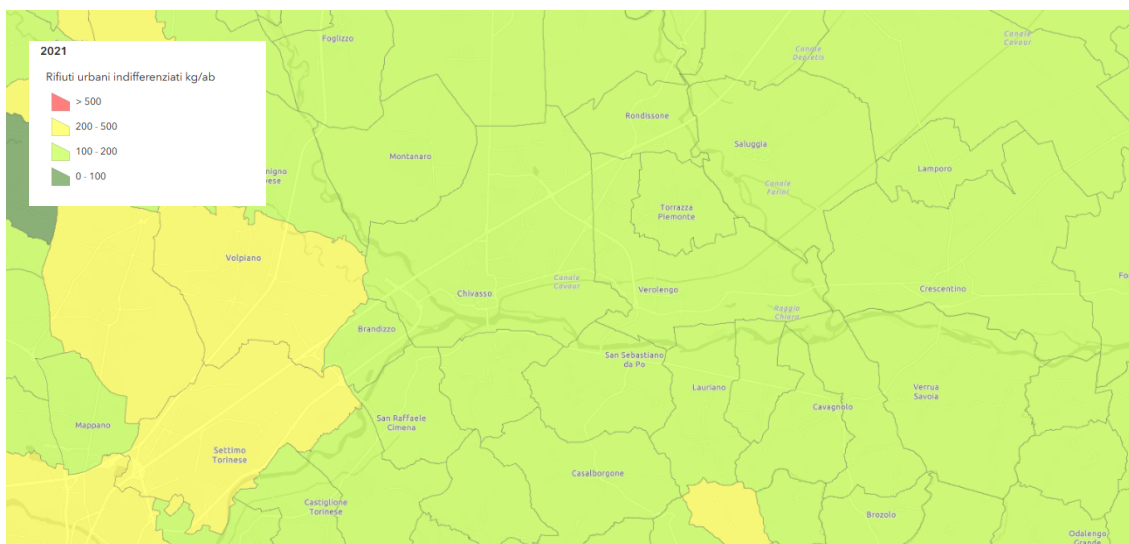 2021
Rifiuti urbani indifferenziati kg/ab
> 500
200 - 500
100 - 200
0 - 100
Foglizzo
Canale
Depretis
Canale
Cavour
Rondissone
Montanaro
Saluggia
Lamporo
Canale
Farini
Torrazza
Piemonte
Volpiano
Canale
Cavour
Chivasso
Verolengo
Crescentino
Roggia
Chiara
Brandizzo
San Sebastiano
da Po
Lauriano
Verrua
Savoia
Cavagnolo
San Raffaele
Cimena
Mappano
Settimo
Torinese
Casalborgone
Castiglione
Torinese
Brozolo
Odalengo
Grande